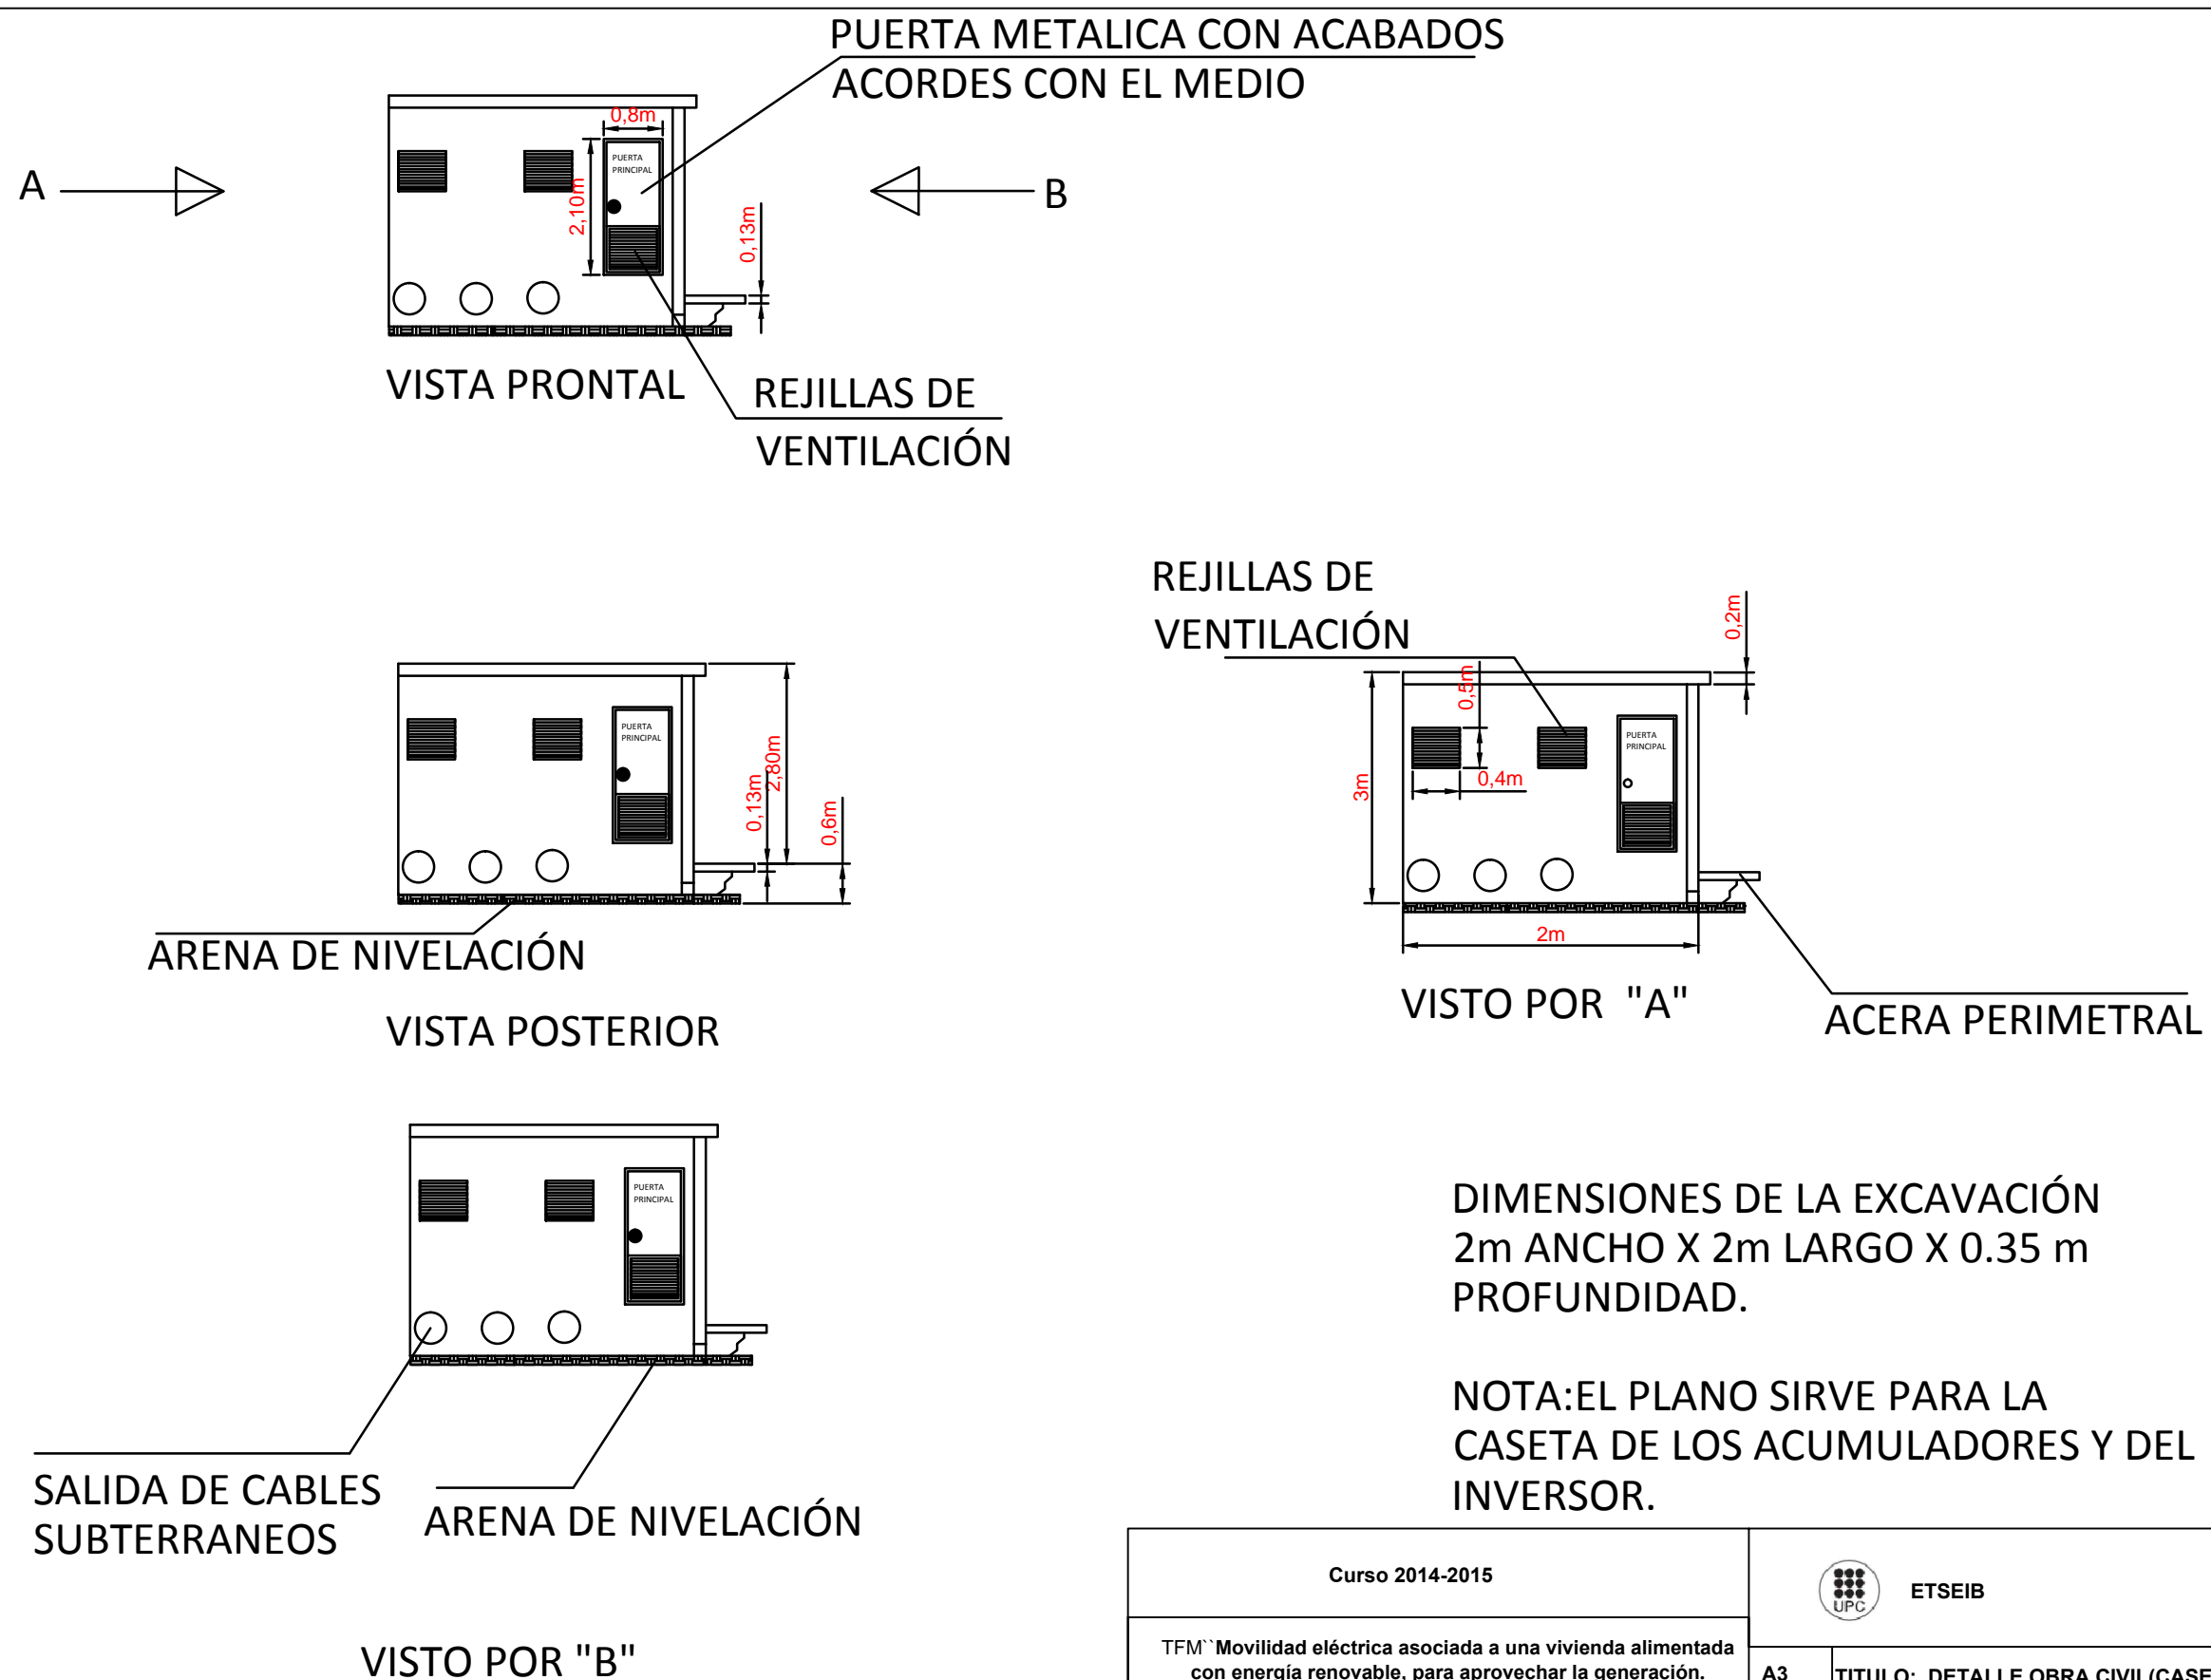 PUERTA METALICA CON ACABADOS
ACORDES CON EL MEDIO
0,8m
PUERTA
PRINCIPAL
2,10m
0,13m
A
B
VISTA PRONTAL
REJILLAS DE
VENTILACIÓN
REJILLAS DE
VENTILACIÓN
PUERTA
PRINCIPAL
2,80m
0,13m
0,6m
ARENA DE NIVELACIÓN
VISTA POSTERIOR
0,2m
0,5m
0,4m
3m
PUERTA
PRINCIPAL
2m
VISTO POR "A"
ACERA PERIMETRAL
PUERTA
PRINCIPAL
SALIDA DE CABLES
SUBTERRANEOS
ARENA DE NIVELACIÓN
VISTO POR "B"
DIMENSIONES DE LA EXCAVACIÓN
2m ANCHO X 2m LARGO X 0.35 m
PROFUNDIDAD.
NOTA:EL PLANO SIRVE PARA LA
CASETA DE LOS ACUMULADORES Y DEL
INVERSOR.
Curso 2014-2015
UPC
ETSEIB
TFM``Movilidad eléctrica asociada a una vivienda alimentada
con energía renovable, para aprovechar la generación.
A3
TITULO: DETALLE OBRA CIVIL(CASE